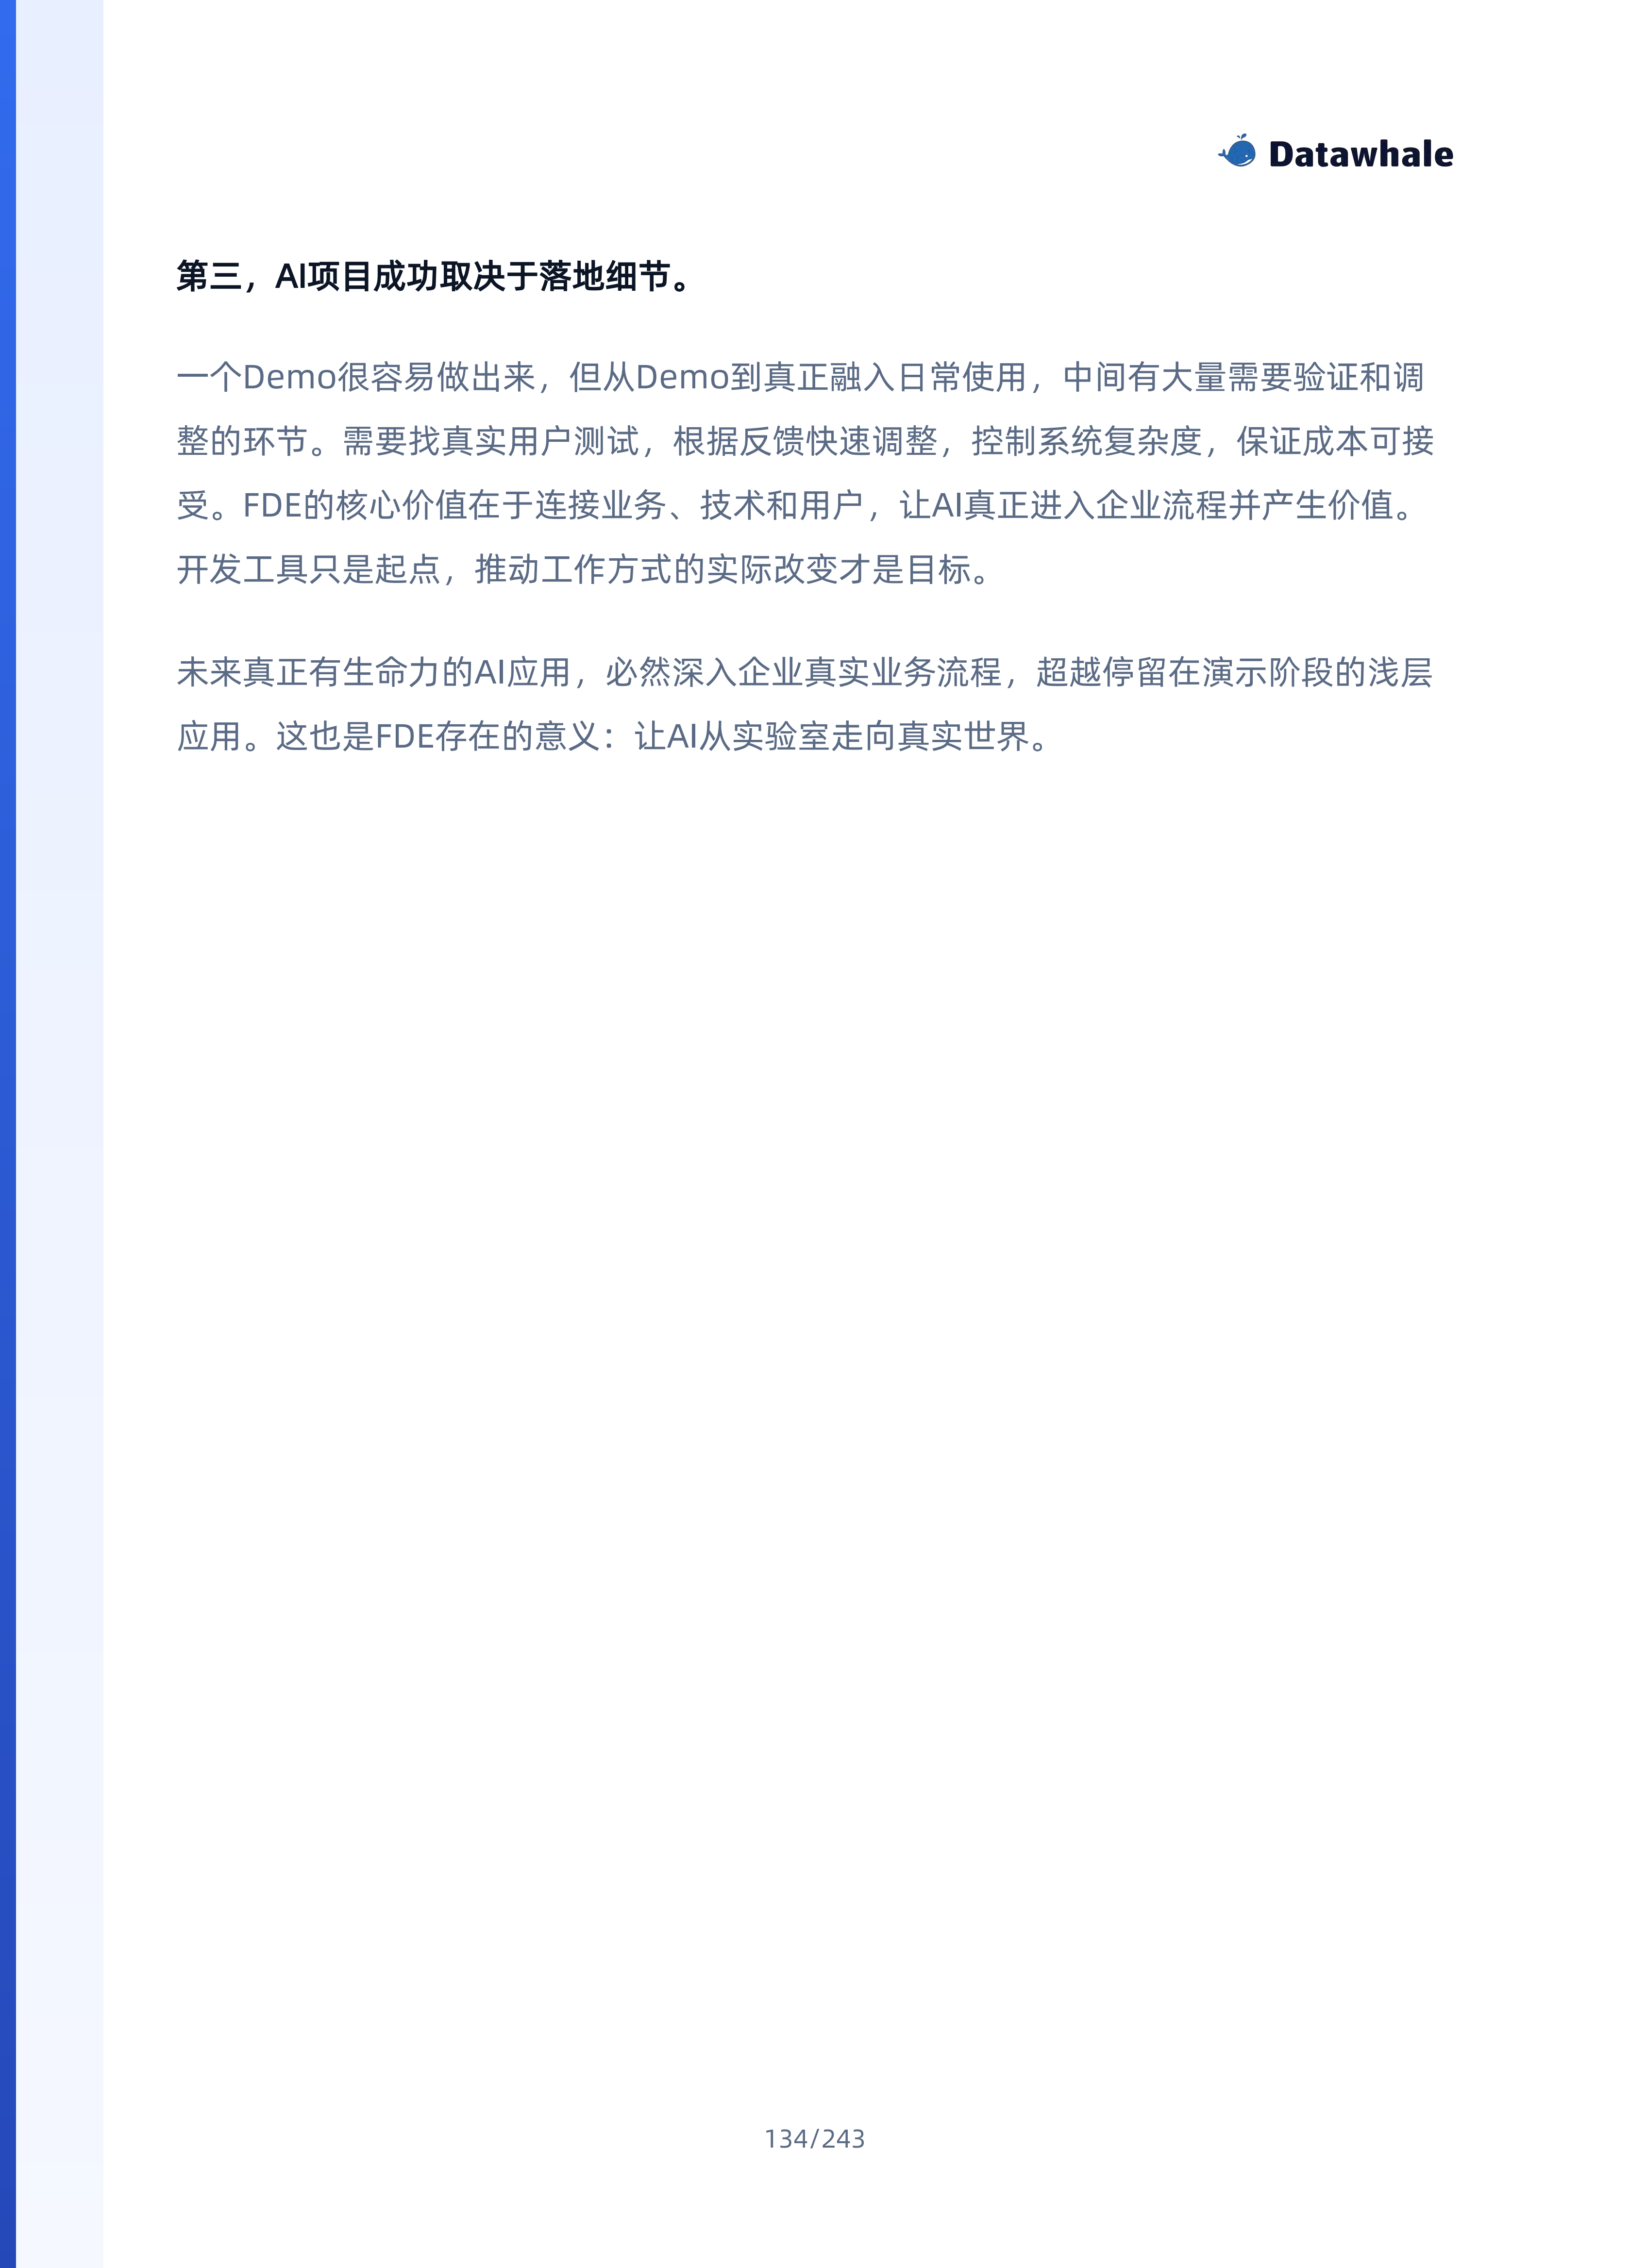 Datawhale
第三，AI项目成功取决于落地细节。
一个Demo很容易做出来，但从Demo到真正融入日常使用，中间有大量需要验证和调
整的环节。需要找真实用户测试，根据反馈快速调整，控制系统复杂度，保证成本可接
受。FDE的核心价值在于连接业务、技术和用户，让AI真正进入企业流程并产生价值。
开发工具只是起点，推动工作方式的实际改变才是目标。
未来真正有生命力的AI应用，必然深入企业真实业务流程，超越停留在演示阶段的浅层
应用。这也是FDE存在的意义：让AI从实验室走向真实世界。
134/243